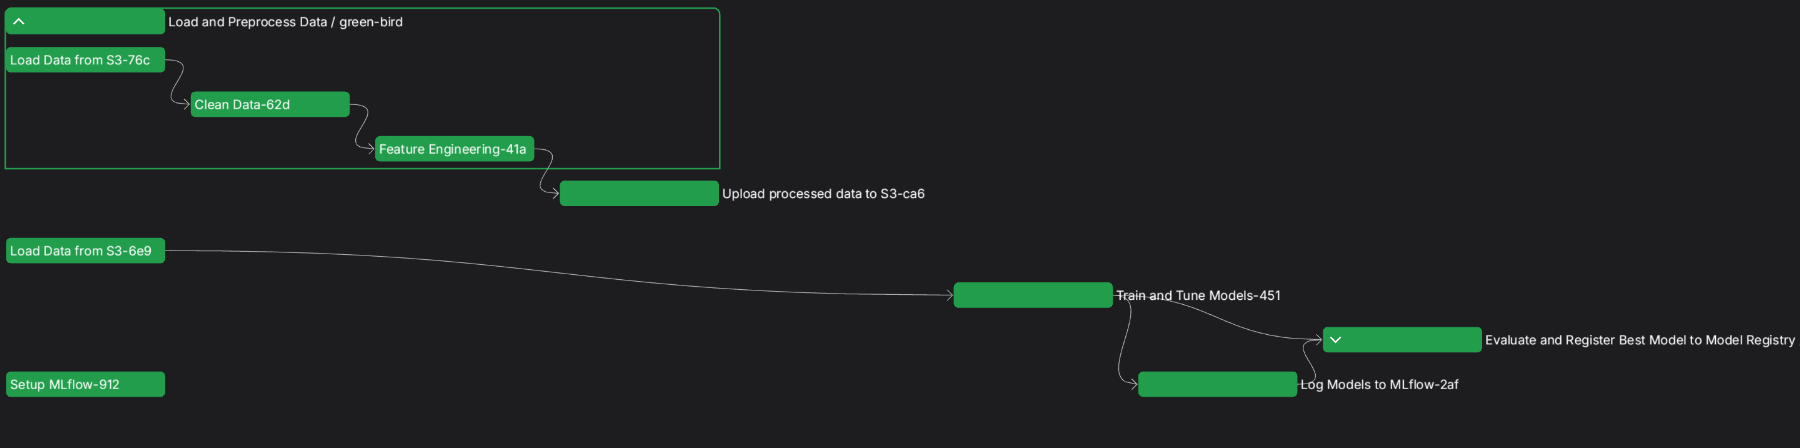 Load and Preprocess Data / green-bird
Load Data from S3-76c
Clean Data-62d
Feature Engineering-41a
Upload processed data to S3-ca6
Load Data from S3-6e9
Train and Tune Models-451
Evaluate and Register Best Model to Model Registry
Setup MLflow-912
Log Models to MLflow-2af